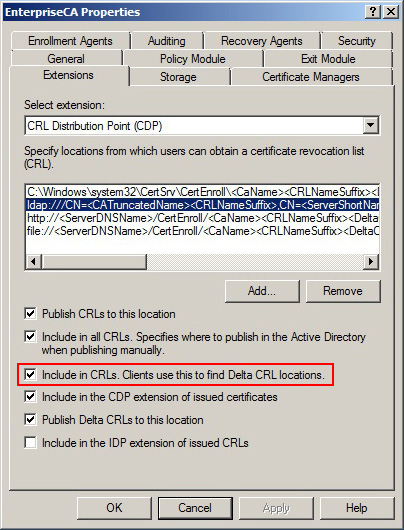 EnterpriseCA Properties
Enrollment Agents Auditing Recovery Agents Security
General Policy Module Exit Module
Extensions Storage Certificate Managers
Select extension:
CRL Distribution Point (CDP)
Specify locations from which users can obtain a certificate revocation list
(CRL).
C:\Windows\system32\CertSrv\CertEnroll\<CaName><CRLNameSuffix><D
ldap:///CN=<CATruncatedName><CRLNameSuffix>,CN=<ServerShortNam
http://<ServerDNSName>/CertEnroll/<CaName><CRLNameSuffix><Delta
file://<ServerDNSName>/CertEnroll/<CaName><CRLNameSuffix><DeltaC
Add... Remove
Publish CRLs to this location
Include in all CRLs. Specifies where to publish in the Active Directory
when publishing manually.
Include in CRLs. Clients use this to find Delta CRL locations.
Include in the CDP extension of issued certificates
Publish Delta CRLs to this location
Include in the IDP extension of issued CRLs
OK Cancel Apply Help